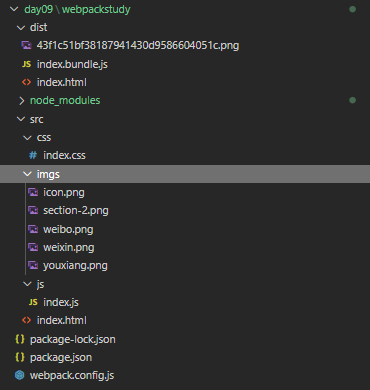 day09 \ webpackstudy
dist
43f1c51bf38187941430d9586604051c.png
JS index.bundle.js
<> index.html
node_modules
src
css
# index.css
imgs
icon.png
section-2.png
weibo.png
weixin.png
youxiang.png
js
JS index.js
<> index.html
{} package-lock.json
{} package.json
webpack.config.js